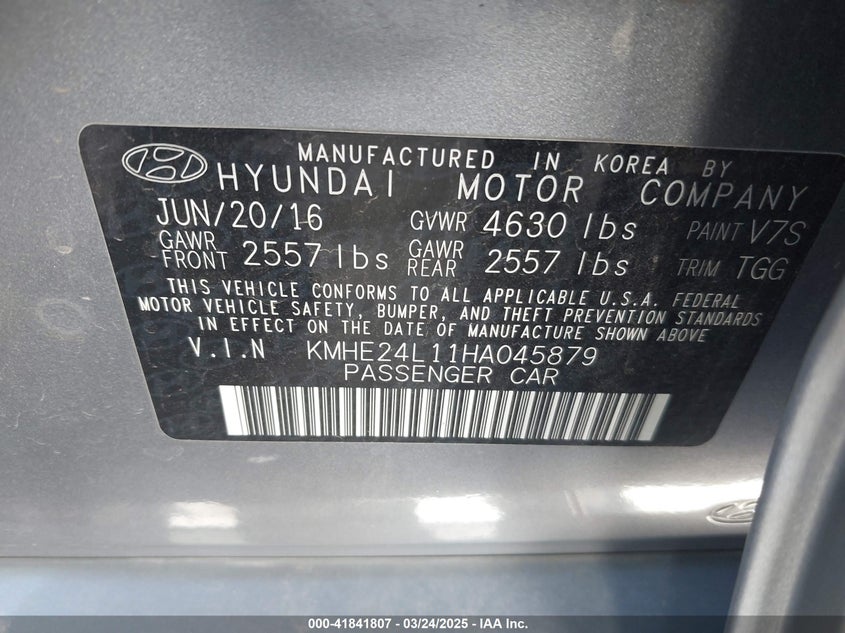 MANUFACTURED IN KOREA BY
HYUNDAI MOTOR COMPANY
JUN/20/16 GVWR 4630 lbs PAINT V7S
GAWR FRONT 2557 lbs GAWR REAR 2557 lbs TRIM TGG
THIS VEHICLE CONFORMS TO ALL APPLICABLE U.S.A. FEDERAL
MOTOR VEHICLE SAFETY, BUMPER, AND THEFT PREVENTION STANDARDS
IN EFFECT ON THE DATE OF MANUFACTURE SHOWN ABOVE
V.I.N KMHE24L11HA045879
PASSENGER CAR
000-41841807 - 03/24/2025 - IAA Inc.